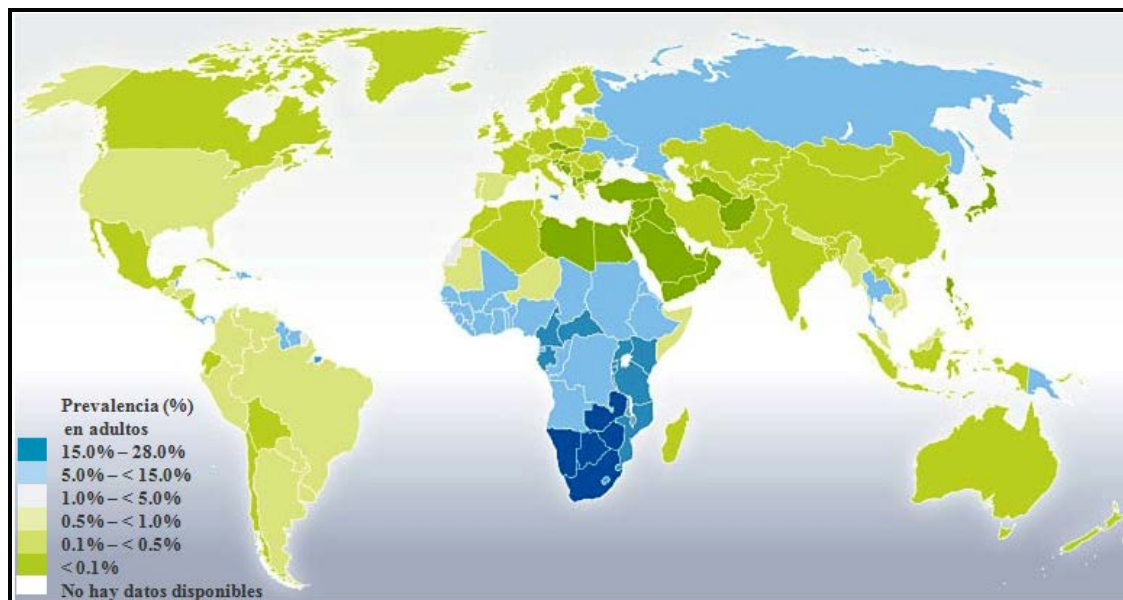 Prevalencia (%)
en adultos
15.0% – 28.0%
5.0% – < 15.0%
1.0% – < 5.0%
0.5% – < 1.0%
0.1% – < 0.5%
< 0.1%
No hay datos disponibles